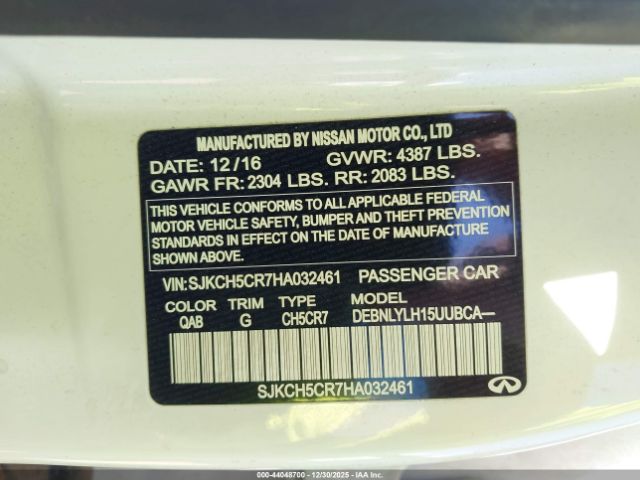 MANUFACTURED BY NISSAN MOTOR CO., LTD
DATE: 12/16 GVWR: 4387 LBS.
GAWR FR: 2304 LBS. RR: 2083 LBS.
THIS VEHICLE CONFORMS TO ALL APPLICABLE FEDERAL
MOTOR VEHICLE SAFETY, BUMPER AND THEFT PREVENTION
STANDARDS IN EFFECT ON THE DATE OF MANUFACTURE
SHOWN ABOVE.
VIN:SJKCH5CR7HA032461 PASSENGER CAR
COLOR TRIM TYPE MODEL
QAB G CH5CR7 DEBNLYLH15UUBCA—
SJKCH5CR7HA032461
000-44048700 - 12/30/2025 - IAA Inc.